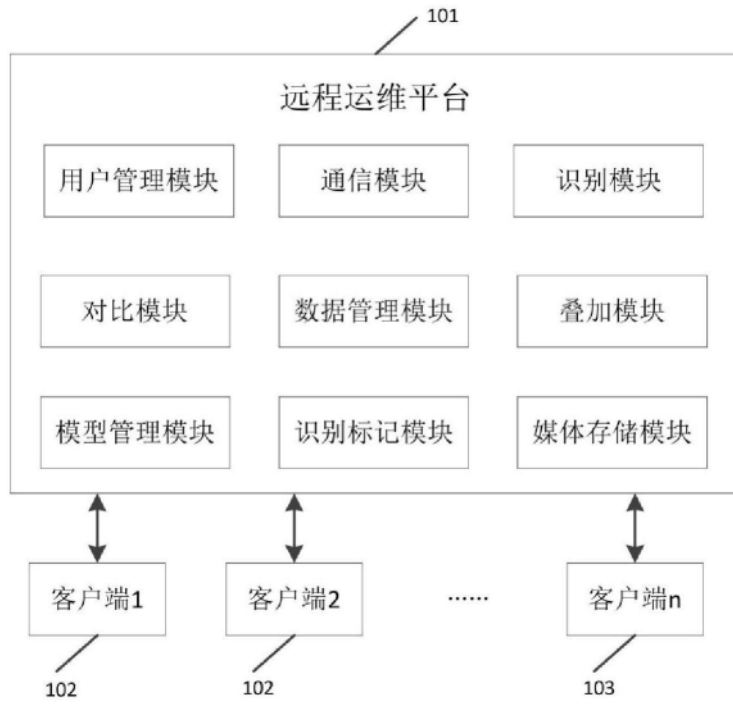 101
远程运维平台
用户管理模块
通信模块
识别模块
对比模块
数据管理模块
叠加模块
模型管理模块
识别标记模块
媒体存储模块
客户端1
客户端2
……
客户端n
102
102
103